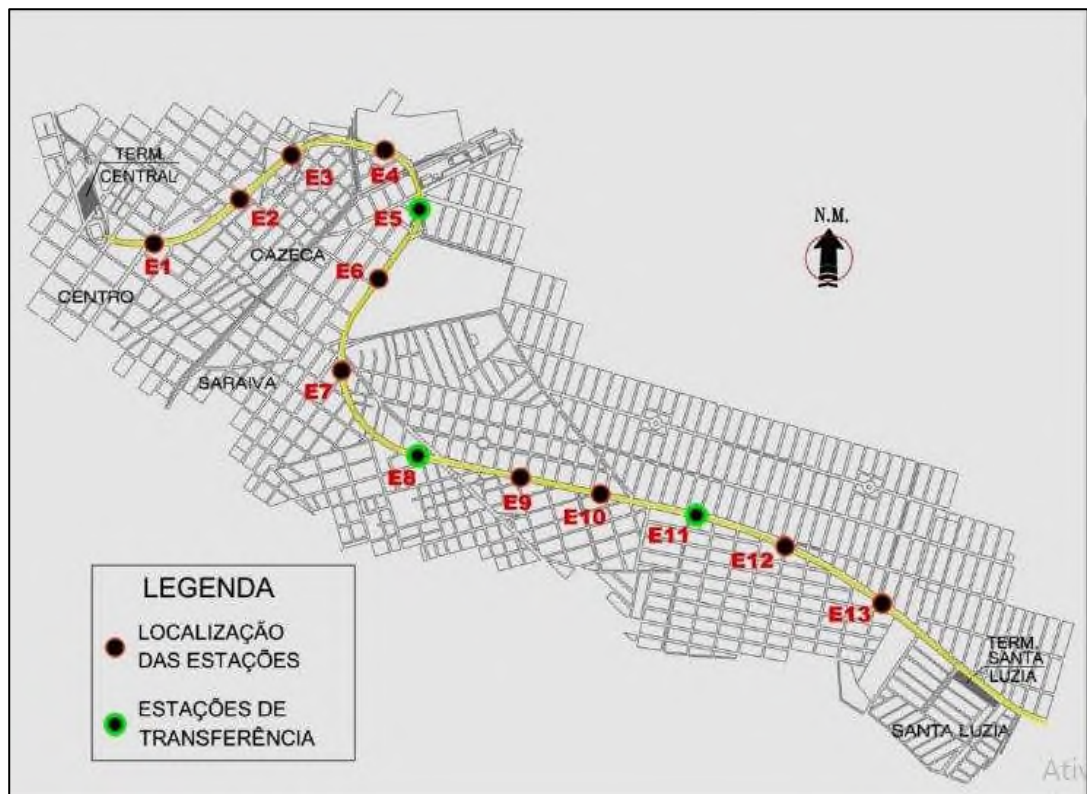 TERM.
CENTRAL
E1
E2
E3
E4
E5
E6
CAZECA
CENTRO
SARAIVA
E7
E8
E9
E10
E11
E12
E13
N.M.
TERM.
SANTA
LUZIA
SANTA LUZIA
LEGENDA
LOCALIZAÇÃO
DAS ESTAÇÕES
ESTAÇÕES DE
TRANSFERÊNCIA
Ativ